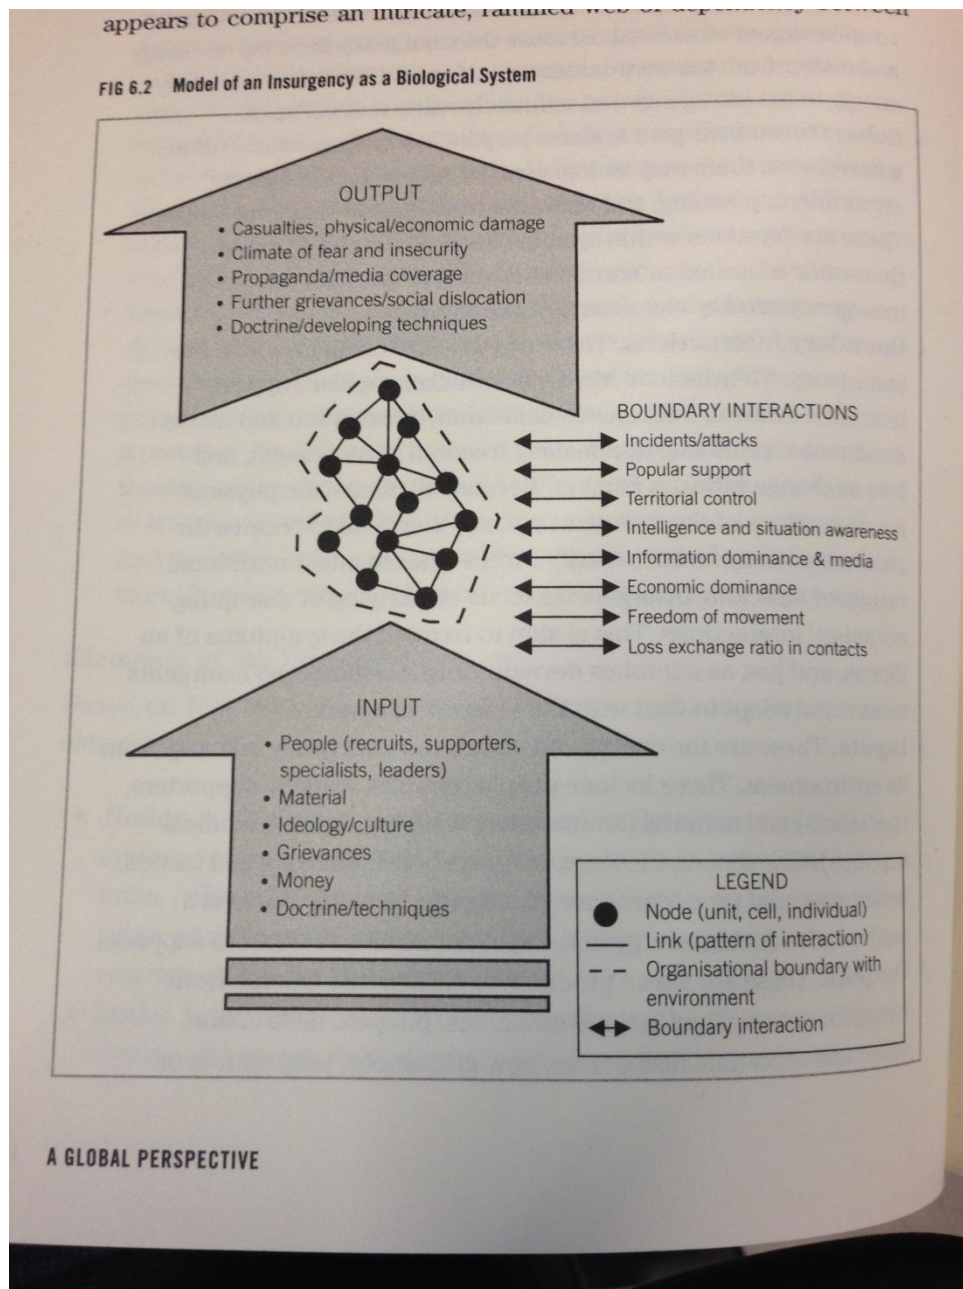 appears to comprise an intricate, ramified web of dependency between
FIG 6.2 Model of an Insurgency as a Biological System
OUTPUT
• Casualties, physical/economic damage
• Climate of fear and insecurity
• Propaganda/media coverage
• Further grievances/social dislocation
• Doctrine/developing techniques
BOUNDARY INTERACTIONS
Incidents/attacks
Popular support
Territorial control
Intelligence and situation awareness
Information dominance & media
Economic dominance
Freedom of movement
Loss exchange ratio in contacts
INPUT
• People (recruits, supporters,
specialists, leaders)
• Material
• Ideology/culture
• Grievances
• Money
• Doctrine/techniques
LEGEND
Node (unit, cell, individual)
Link (pattern of interaction)
Organisational boundary with
environment
Boundary interaction
A GLOBAL PERSPECTIVE